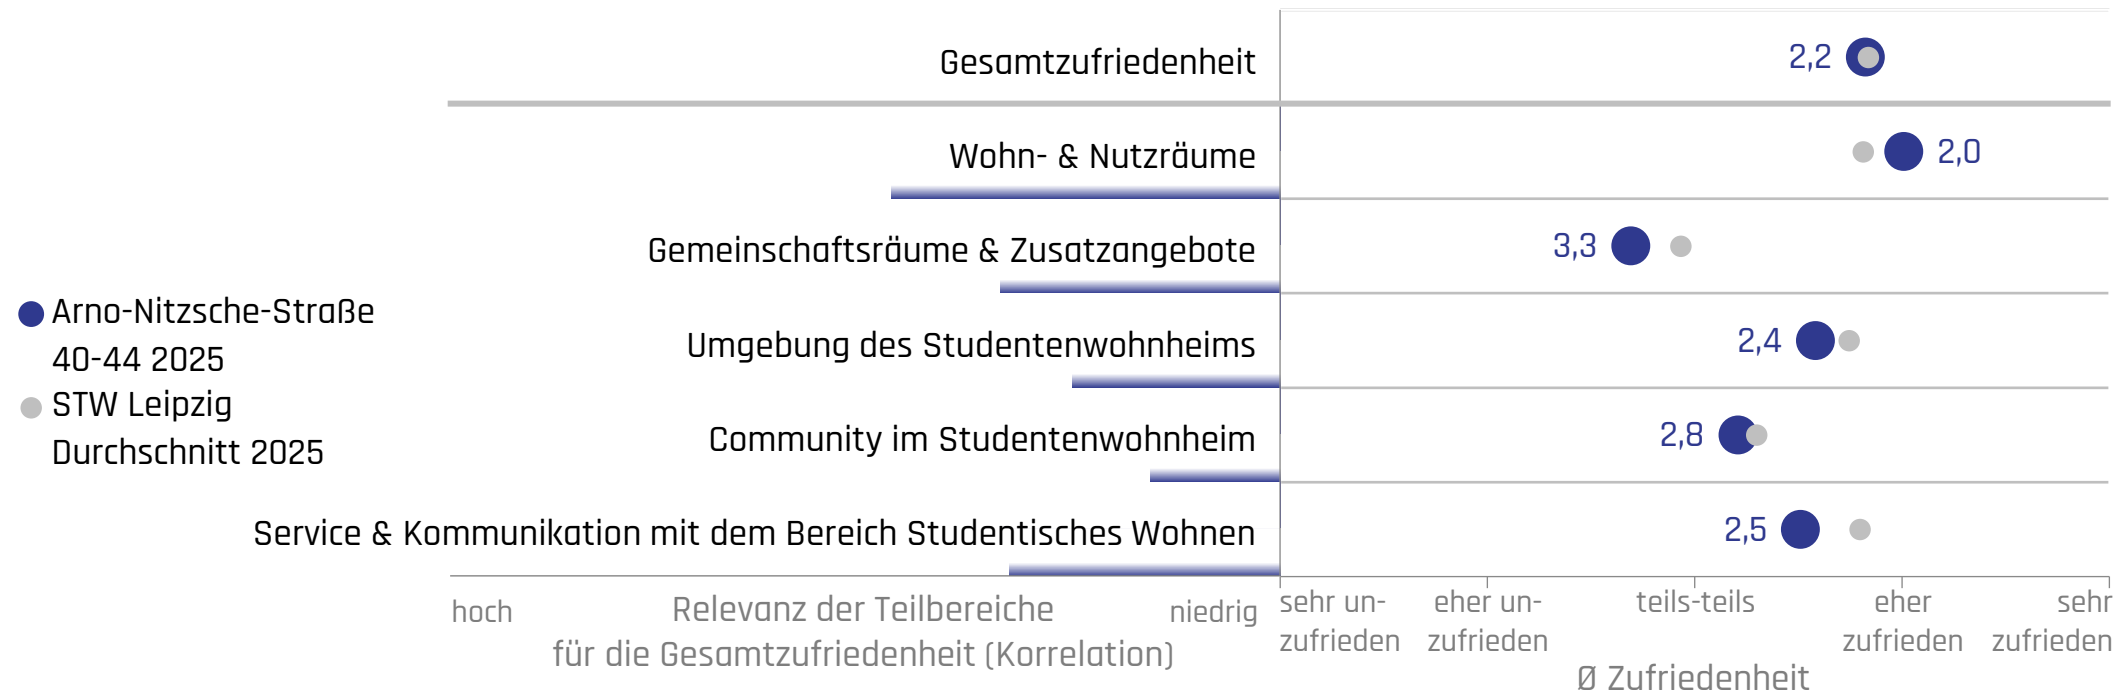 Gesamtzufriedenheit
2,2
Wohn- & Nutzräume
2,0
Gemeinschaftsräume & Zusatzangebote
3,3
Umgebung des Studentenwohnheims
2,4
Community im Studentenwohnheim
2,8
Service & Kommunikation mit dem Bereich Studentisches Wohnen
2,5
Arno-Nitzsche-Straße
40-44 2025
STW Leipzig
Durchschnitt 2025
hoch
Relevanz der Teilbereiche
für die Gesamtzufriedenheit (Korrelation)
niedrig
sehr un-
zufrieden
eher un-
zufrieden
teils-teils
eher
zufrieden
sehr
zufrieden
Ø Zufriedenheit